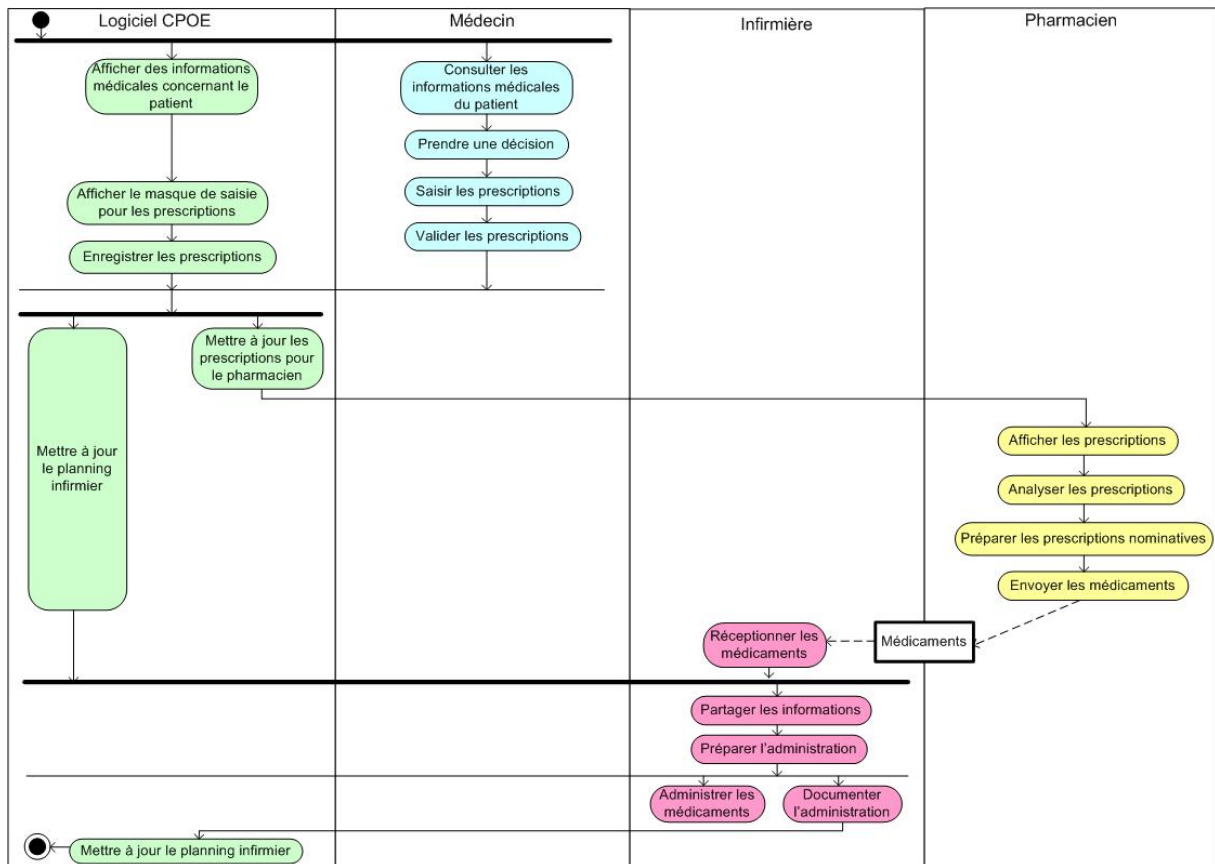 Logiciel CPOE
Médecin
Infirmière
Pharmacien
Afficher des informations
médicales concernant le
patient
Consulter les
informations médicales
du patient
Prendre une décision
Afficher le masque de saisie
pour les prescriptions
Saisir les prescriptions
Enregistrer les prescriptions
Valider les prescriptions
Mettre à jour
le planning
infirmier
Mettre à jour les
prescriptions pour
le pharmacien
Afficher les prescriptions
Analyser les prescriptions
Préparer les prescriptions nominatives
Envoyer les médicaments
Médicaments
Réceptionner les
médicaments
Partager les informations
Préparer l'administration
Administrer les
médicaments
Documenter
l'administration
Mettre à jour le planning infirmier